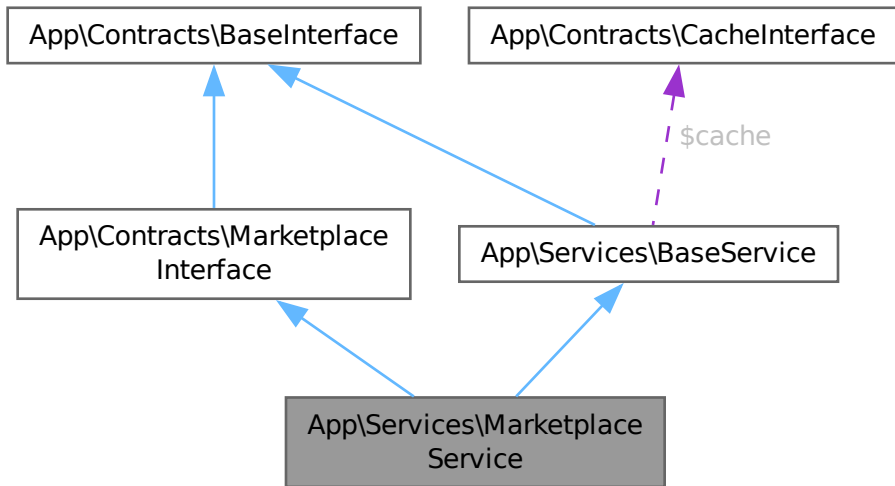 App\Contracts\BaseInterface
App\Contracts\CacheInterface
$cache
App\Contracts\Marketplace
Interface
App\Services\BaseService
App\Services\Marketplace
Service